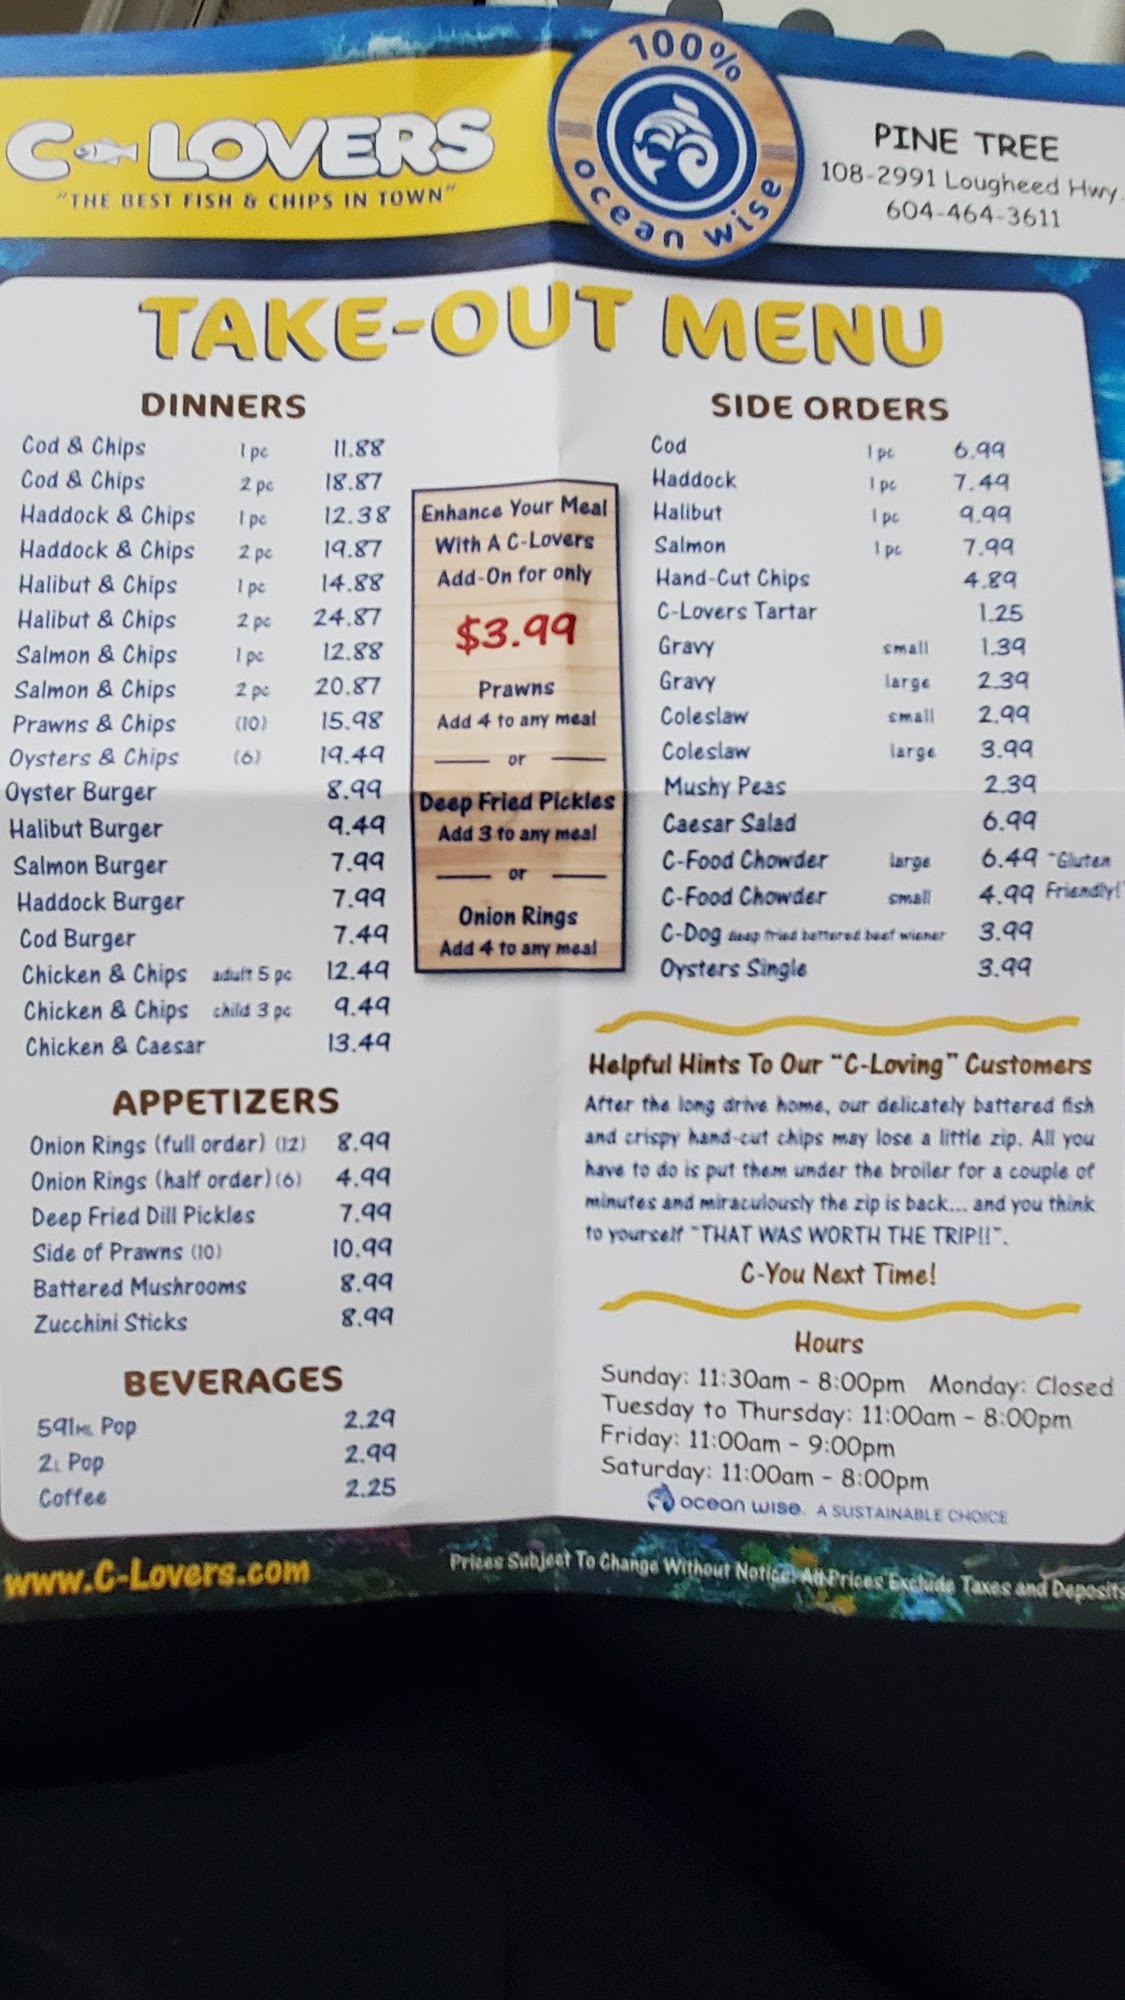 C-LOVERS
"THE BEST FISH & CHIPS IN TOWN"
100%
ocean wise
PINE TREE
108-2991 Lougheed Hwy.
604-464-3611
TAKE-OUT MENU
DINNERS
Cod & Chips 1 pc 11.88
Cod & Chips 2 pc 18.87
Haddock & Chips 1 pc 12.38
Haddock & Chips 2 pc 19.87
Halibut & Chips 1 pc 14.88
Halibut & Chips 2 pc 24.87
Salmon & Chips 1 pc 12.88
Salmon & Chips 2 pc 20.87
Prawns & Chips (10) 15.98
Oysters & Chips (6) 19.49
Oyster Burger 8.99
Halibut Burger 9.49
Salmon Burger 7.99
Haddock Burger 7.99
Cod Burger 7.49
Chicken & Chips adult 5 pc 12.49
Chicken & Chips child 3 pc 9.49
Chicken & Caesar 13.49
APPETIZERS
Onion Rings (full order) (12) 8.99
Onion Rings (half order) (6) 4.99
Deep Fried Dill Pickles 7.99
Side of Prawns (10) 10.99
Battered Mushrooms 8.99
Zucchini Sticks 8.99
BEVERAGES
591ML Pop 2.29
2L Pop 2.99
Coffee 2.25
Enhance Your Meal
With A C-Lovers
Add-On for only
$3.99
Prawns
Add 4 to any meal
or
Deep Fried Pickles
Add 3 to any meal
or
Onion Rings
Add 4 to any meal
SIDE ORDERS
Cod 1 pc 6.99
Haddock 1 pc 7.49
Halibut 1 pc 9.99
Salmon 1 pc 7.99
Hand-Cut Chips 4.89
C-Lovers Tartar 1.25
Gravy small 1.39
Gravy large 2.39
Coleslaw small 2.99
Coleslaw large 3.99
Mushy Peas 2.39
Caesar Salad 6.99
C-Food Chowder large 6.49 ~Gluten
C-Food Chowder small 4.99 Friendly!
C-Dog deep fried battered beef wiener 3.99
Oysters Single 3.99
Helpful Hints To Our "C-Loving" Customers
After the long drive home, our delicately battered fish
and crispy hand-cut chips may lose a little zip. All you
have to do is put them under the broiler for a couple of
minutes and miraculously the zip is back... and you think
to yourself "THAT WAS WORTH THE TRIP!!".
C-You Next Time!
Hours
Sunday: 11:30am - 8:00pm Monday: Closed
Tuesday to Thursday: 11:00am - 8:00pm
Friday: 11:00am - 9:00pm
Saturday: 11:00am - 8:00pm
ocean wise. A SUSTAINABLE CHOICE
www.C-Lovers.com
Prices Subject To Change Without Notice. All Prices Exclude Taxes and Deposits